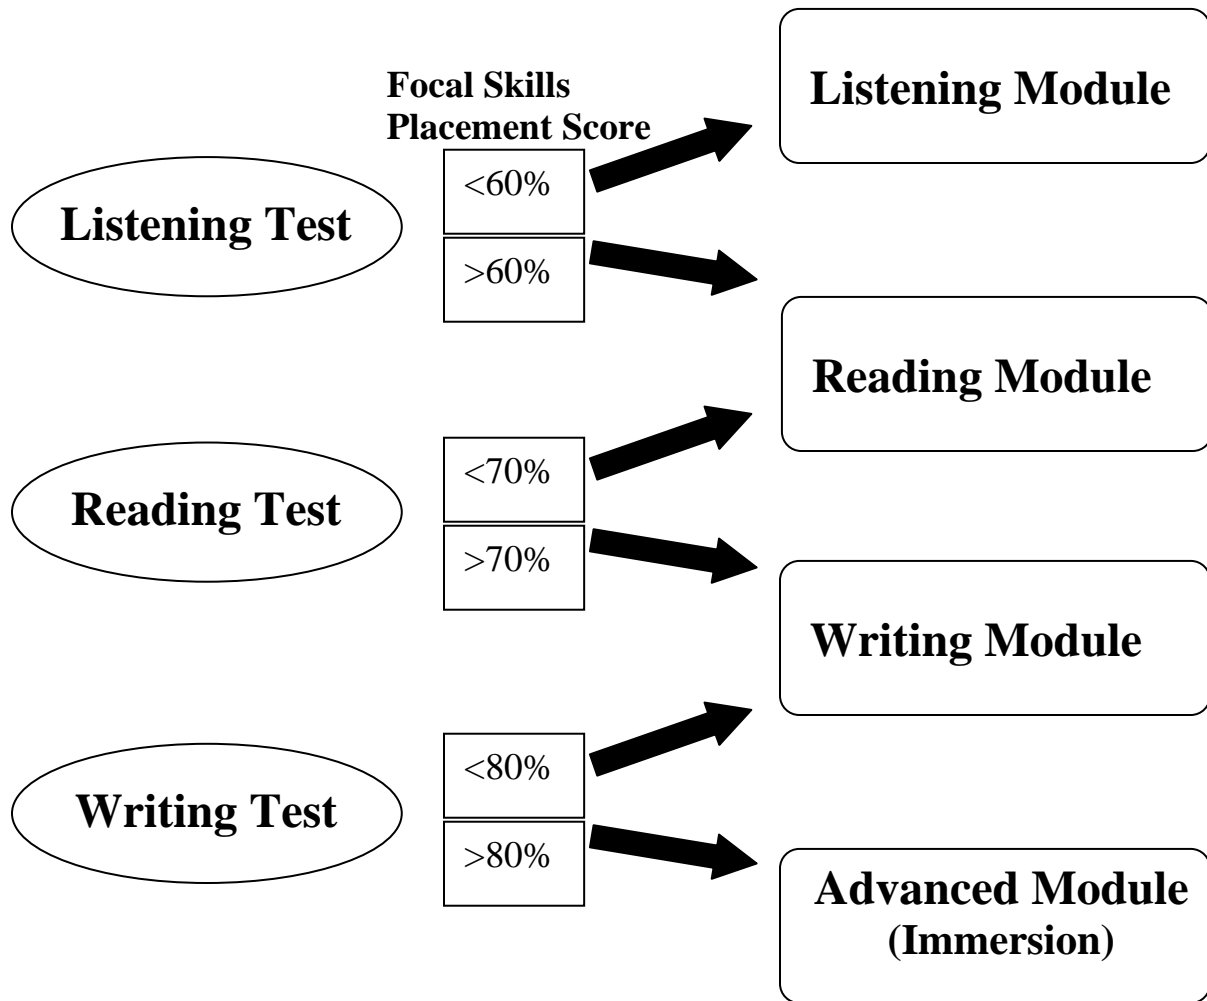 Listening Module
Focal Skills
Placement Score
<60%
Listening Test
>60%
Reading Module
<70%
Reading Test
>70%
Writing Module
<80%
Writing Test
>80%
Advanced Module
(Immersion)